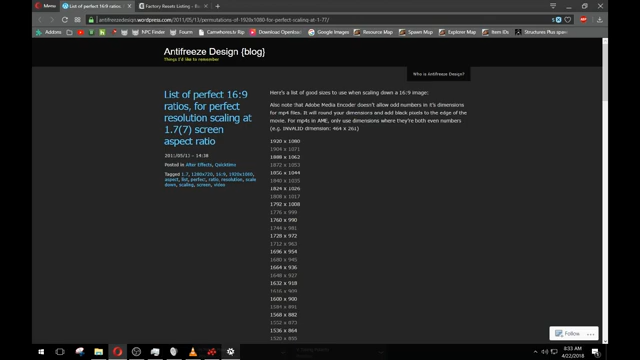 Menu
List of perfect 16:9 ratios,
Factory Resets Listing -
antifreezedesign.wordpress.com/2011/05/13/permutations-of-1920x1080-for-perfect-scaling-at-1-77/
Addons
NPC Finder
Fourm
Camwhorestv Rip
Download Openttool
Google Images
Resource Map
Spawn Map
Explorer Map
Item IDs
Structures Plus
Antifreeze Design {blog}
Things I'd like to remember
Who is Antifreeze Design?
List of perfect 16:9
ratios, for perfect
resolution scaling at
1.7(7) screen
aspect ratio
2011/05/13 – 14:38
Posted in After Effects, Quicktime
Tagged 1.7, 1280x720, 16:9, 1920x1080,
aspect, list, perfect, ratio, resolution, scale
down, scaling, screen, video
Here's a list of good sizes to use when scaling down a 16:9 image:
Also note that Adobe Media Encoder doesn't allow odd numbers in it's dimensions
for mp4 files. It will round your dimensions and add black pixels to the edge of the
movie. For mp4s in AME, only use dimensions where they're both even numbers
(e.g. INVALID dimension: 464 x 261)
1920 x 1080
1904 x 1071
1888 x 1062
1872 x 1053
1856 x 1044
1840 x 1035
1824 x 1026
1808 x 1017
1792 x 1008
1776 x 999
1760 x 990
1744 x 981
1728 x 972
1712 x 963
1696 x 954
1680 x 945
1664 x 936
1648 x 927
1632 x 918
1616 x 909
1600 x 900
1584 x 891
1568 x 882
1552 x 873
1536 x 864
1520 x 855
Follow
8:33 AM
4/22/2018